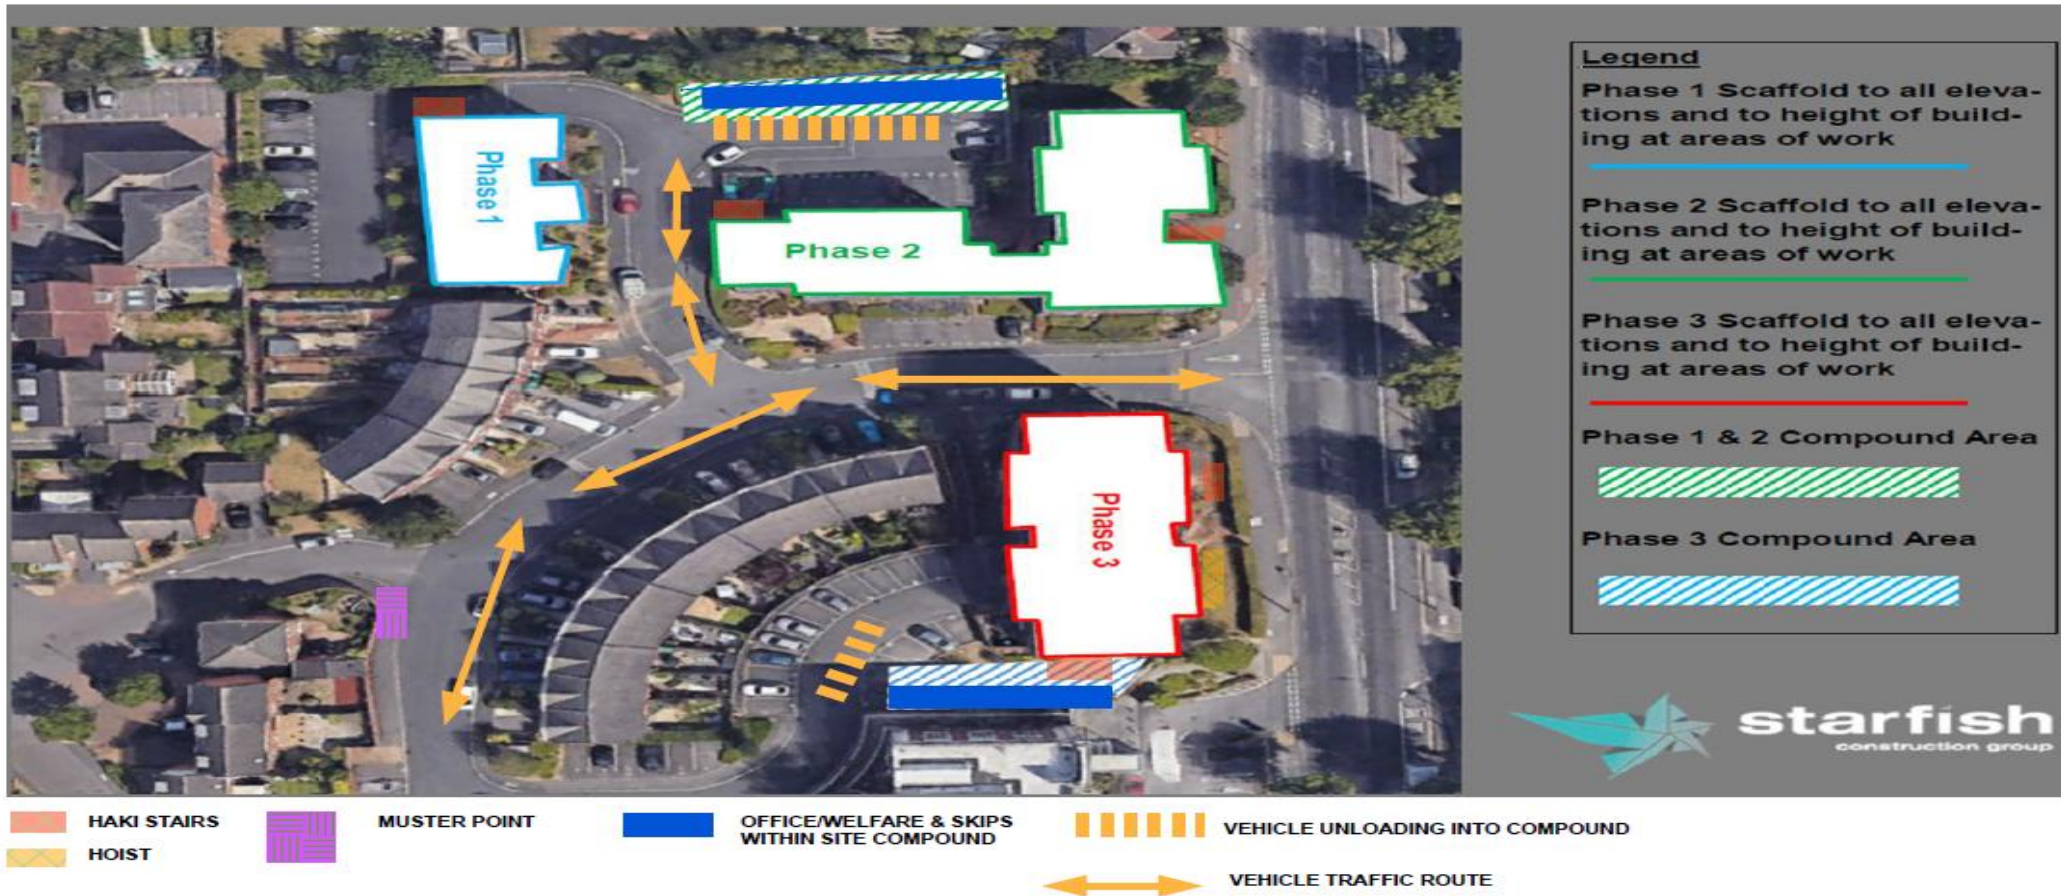 Phase 1
Phase 2
Phase 3
Legend
Phase 1 Scaffold to all eleva-
tions and to height of build-
ing at areas of work
Phase 2 Scaffold to all eleva-
tions and to height of build-
ing at areas of work
Phase 3 Scaffold to all eleva-
tions and to height of build-
ing at areas of work
Phase 1 & 2 Compound Area
Phase 3 Compound Area
starfish
construction group
HAKI STAIRS
HOIST
MUSTER POINT
OFFICE/WELFARE & SKIPS
WITHIN SITE COMPOUND
VEHICLE UNLOADING INTO COMPOUND
VEHICLE TRAFFIC ROUTE